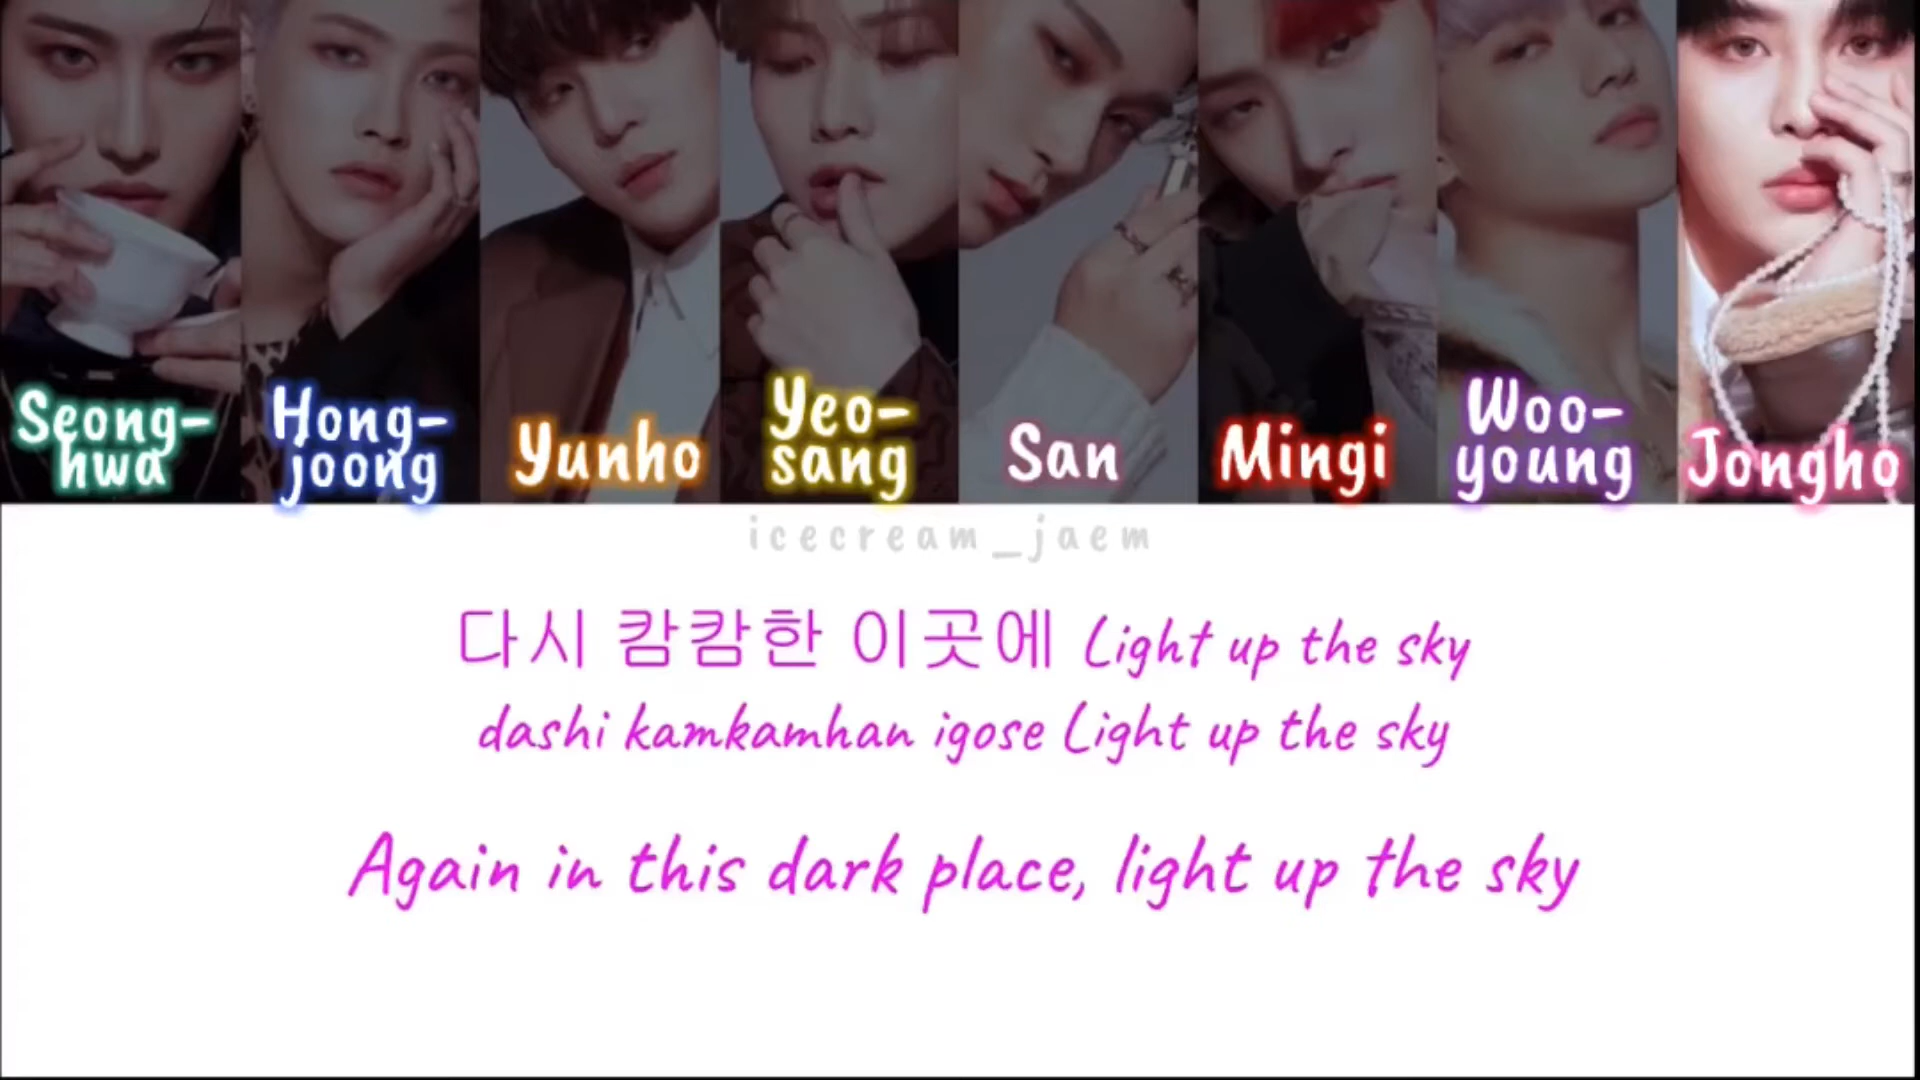 Seong-
hwa
Hong-
joong
Yunho
Yeo-
sang
San
Mingi
Woo-
young
Jongho
icecream_jaem
다시 캄캄한 이곳에 Light up the sky
dashi kamkamhan igose Light up the sky
Again in this dark place, light up the sky